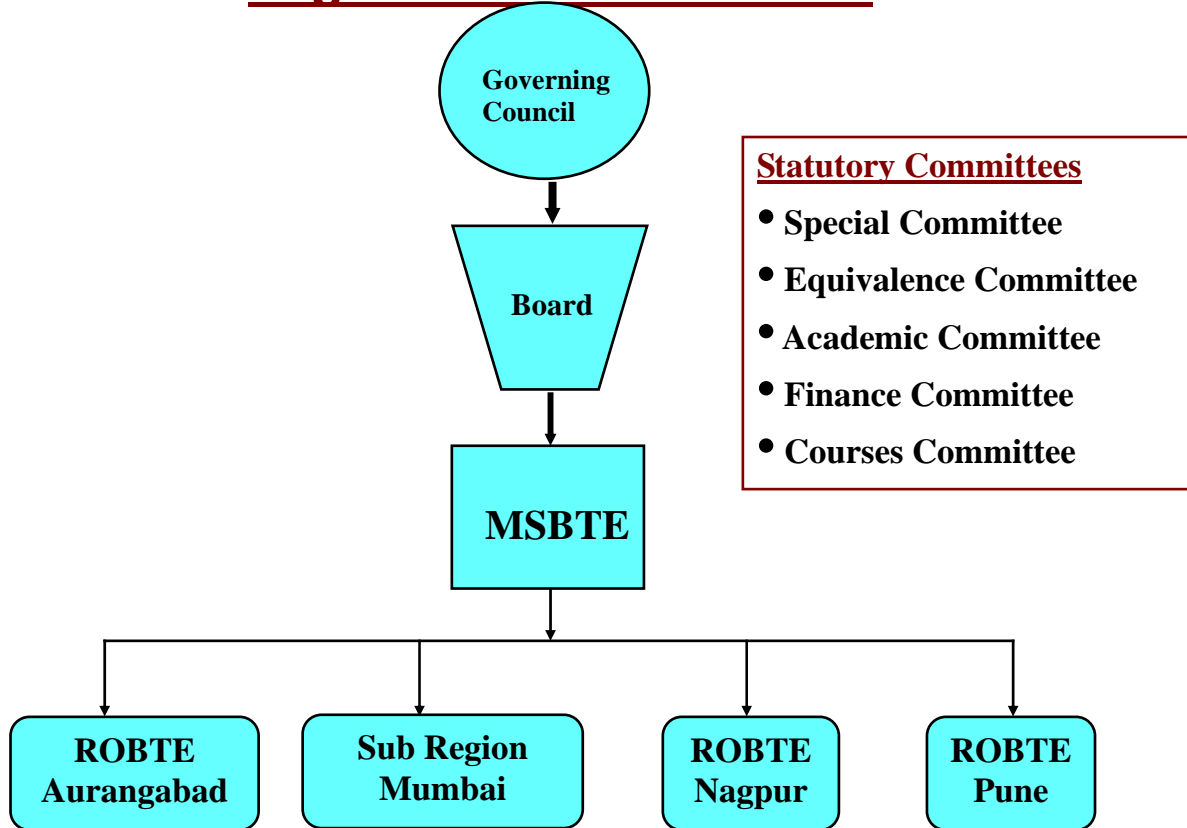 Governing
Council
Statutory Committees
• Special Committee
• Equivalence Committee
• Academic Committee
• Finance Committee
• Courses Committee
Board
MSBTE
ROBTE
Aurangabad
Sub Region
Mumbai
ROBTE
Nagpur
ROBTE
Pune